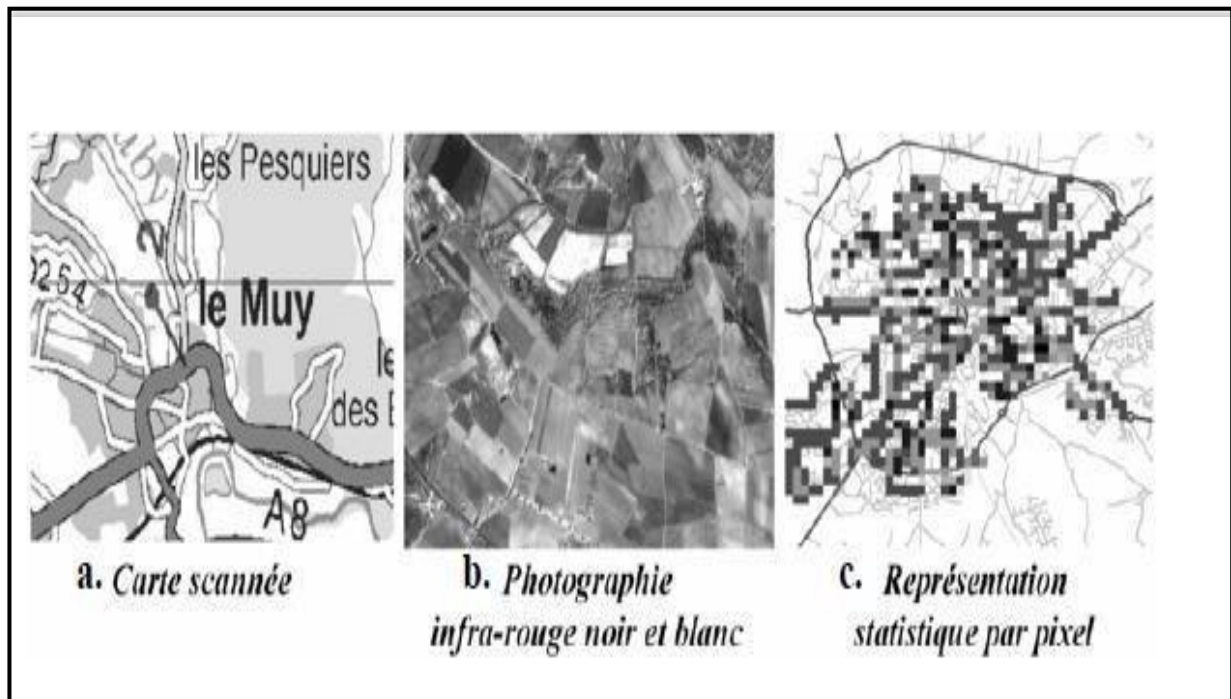 les Pesquiers
D254
le Muy
le
des E
A8
a. Carte scannée
b. Photographie
infra-rouge noir et blanc
c. Représentation
statistique par pixel